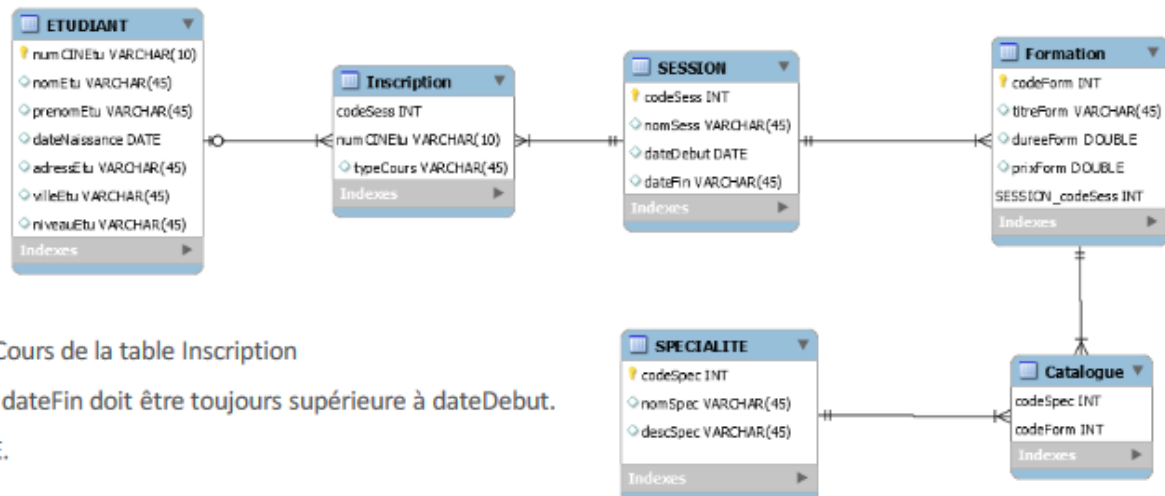 ETUDIANT
numCINEtu VARCHAR(10)
nomEtu VARCHAR(45)
prenomEtu VARCHAR(45)
dateNaissance DATE
adressEtu VARCHAR(45)
villeEtu VARCHAR(45)
niveauEtu VARCHAR(45)
Indexes
Inscription
codeSess INT
numCINEtu VARCHAR(10)
typeCours VARCHAR(45)
Indexes
SESSION
codeSess INT
nomSess VARCHAR(45)
dateDebut DATE
dateFin VARCHAR(45)
Indexes
Formation
codeForm INT
titreForm VARCHAR(45)
dureeForm DOUBLE
prixForm DOUBLE
SESSION_codeSess INT
Indexes
Cours de la table Inscription
dateFin doit être toujours supérieure à dateDebut.
SPECIALITE
codeSpec INT
nomSpec VARCHAR(45)
descSpec VARCHAR(45)
Indexes
Catalogue
codeSpec INT
codeForm INT
Indexes